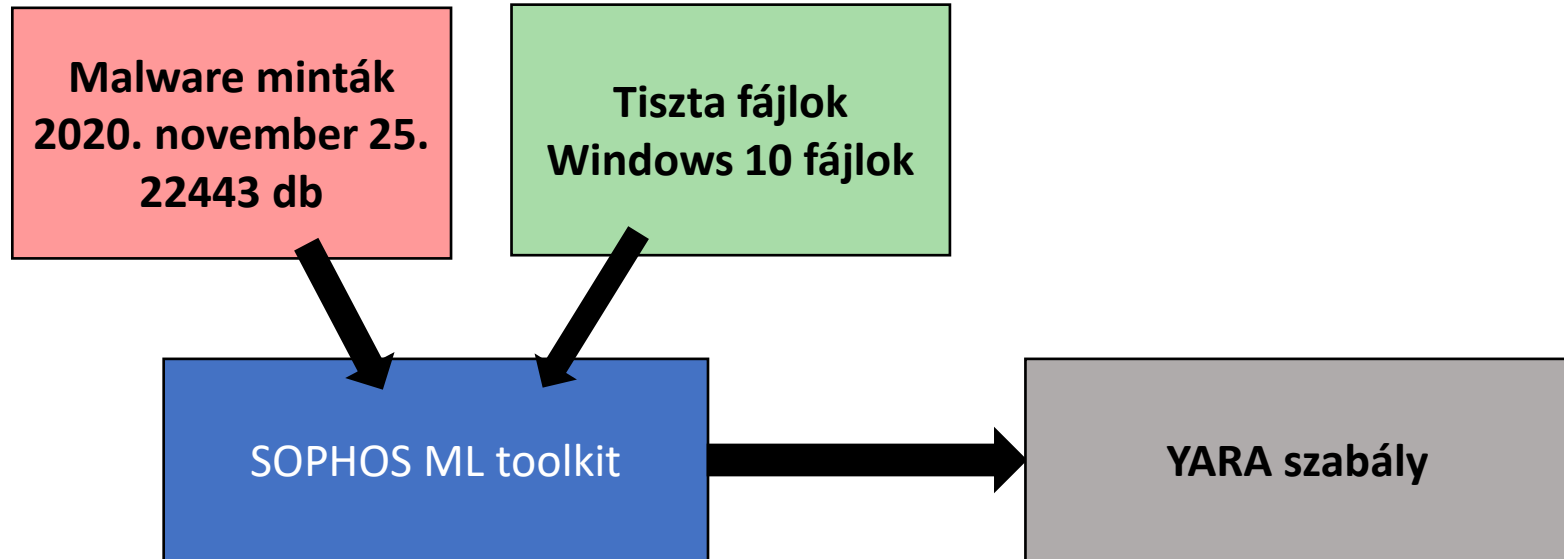 Malware minták
2020. november 25.
22443 db
Tiszta fájlok
Windows 10 fájlok
SOPHOS ML toolkit
YARA szabály